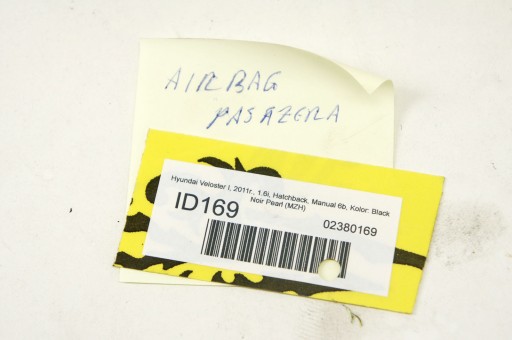 AIRBAG
PASAZERA
Hyundai Veloster I, 2011r., 1.6i, Hatchback, Manual 6b, Kolor: Black
Noir Pearl (MZH)
ID169
02380169